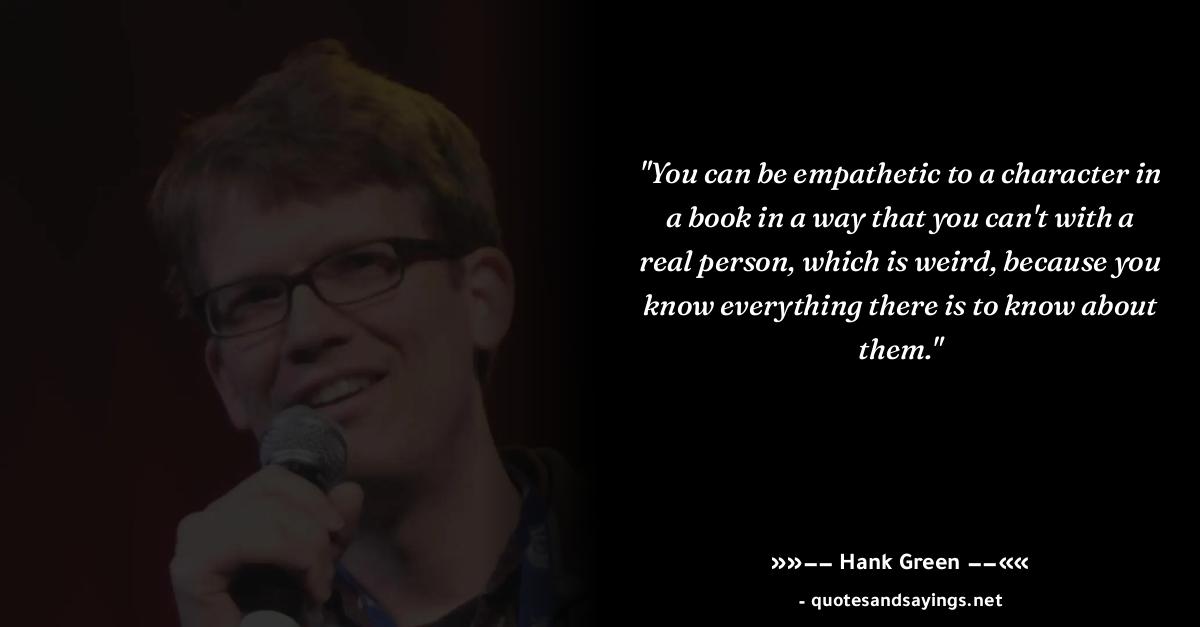 "You can be empathetic to a character in
a book in a way that you can't with a
real person, which is weird, because you
know everything there is to know about
them."
»»−− Hank Green −−««
- quotesandsayings.net